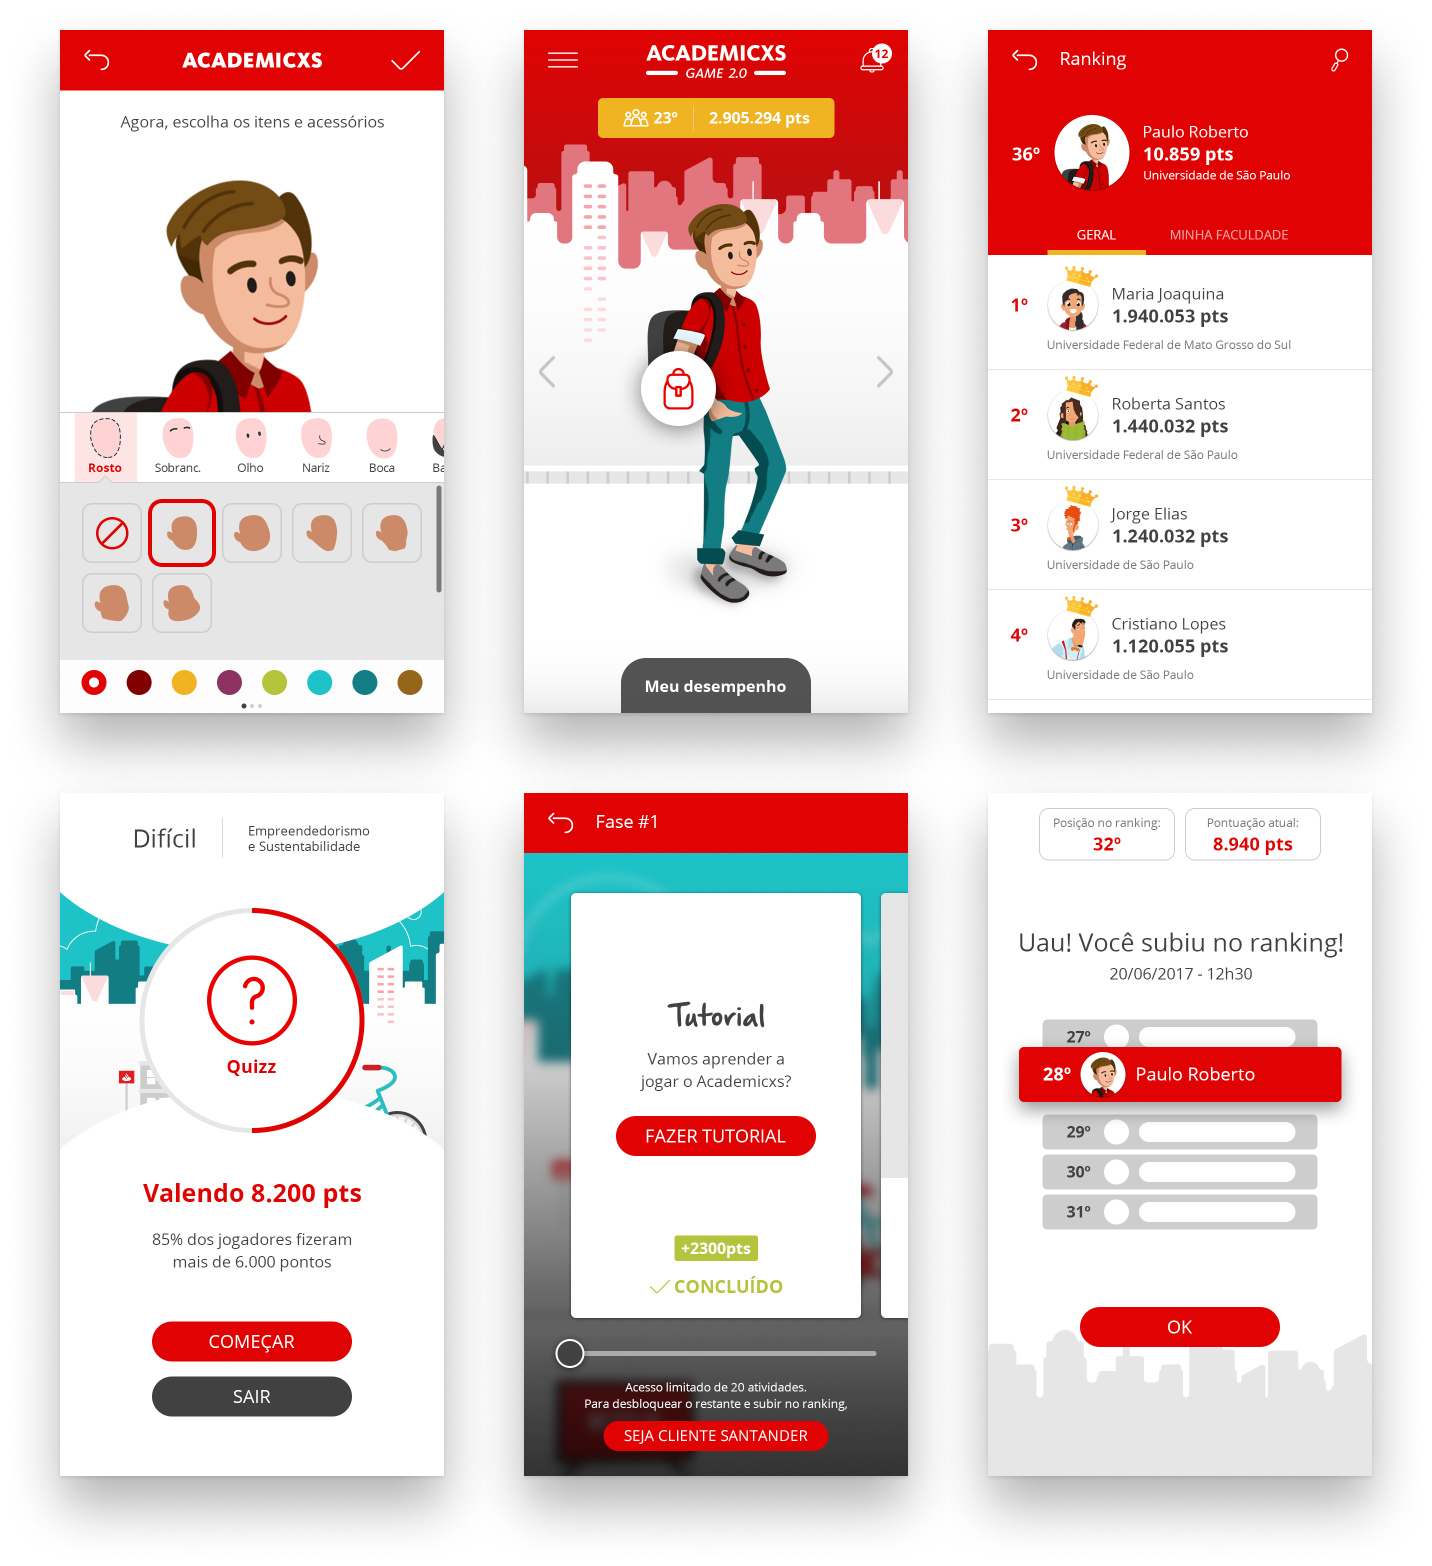 ACADEMICXS
Agora, escolha os itens e acessórios
Rosto
Sobranc.
Olho
Nariz
Boca
Ba
ACADEMICXS
GAME 2.0
12
23º
2.905.294 pts
Meu desempenho
Ranking
36º
Paulo Roberto
10.859 pts
Universidade de São Paulo
GERAL
MINHA FACULDADE
1º
Maria Joaquina
1.940.053 pts
Universidade Federal de Mato Grosso do Sul
2º
Roberta Santos
1.440.032 pts
Universidade Federal de São Paulo
3º
Jorge Elias
1.240.032 pts
Universidade de São Paulo
4º
Cristiano Lopes
1.120.055 pts
Universidade de São Paulo
Difícil
Empreendedorismo
e Sustentabilidade
?
Quizz
Valendo 8.200 pts
85% dos jogadores fizeram
mais de 6.000 pontos
COMEÇAR
SAIR
Fase #1
Tutorial
Vamos aprender a
jogar o Academicxs?
FAZER TUTORIAL
+2300pts
CONCLUÍDO
Acesso limitado de 20 atividades.
Para desbloquear o restante e subir no ranking,
SEJA CLIENTE SANTANDER
Posição no ranking:
32º
Pontuação atual:
8.940 pts
Uau! Você subiu no ranking!
20/06/2017 - 12h30
27º
28º
Paulo Roberto
29º
30º
31º
OK